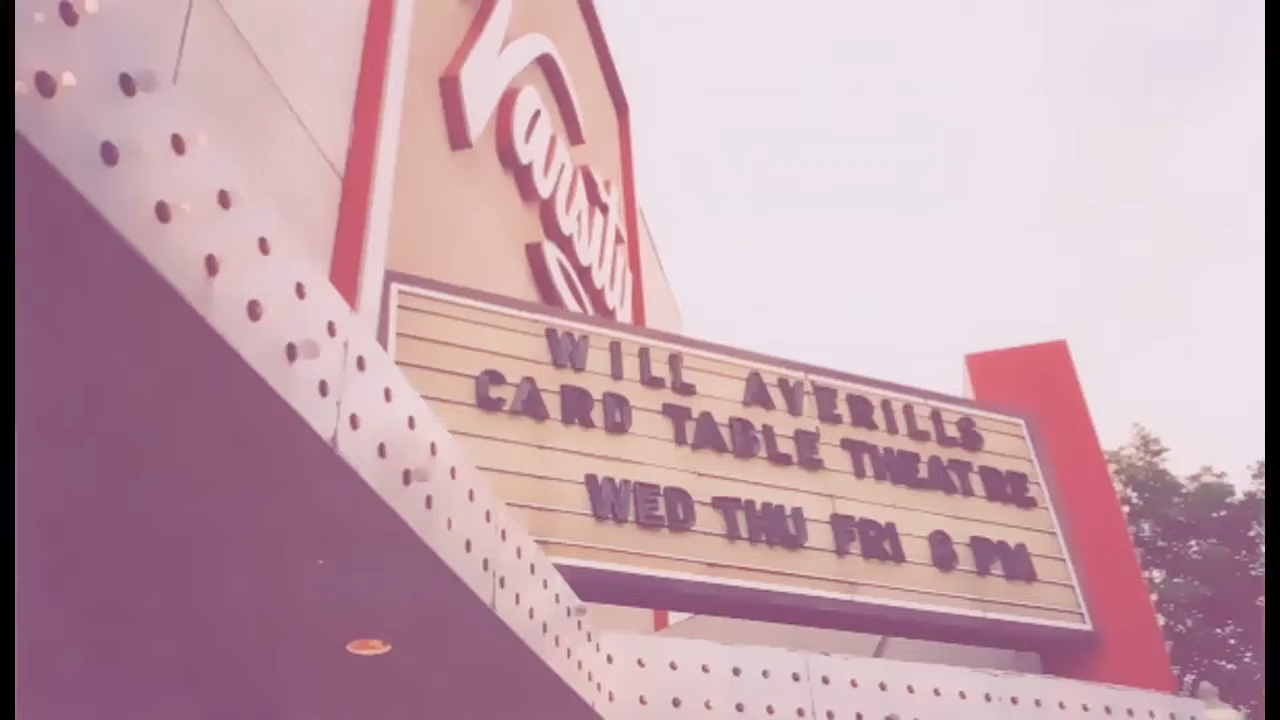 Varsity
WILL AVERILLS
CARD TABLE THEATRE
WED THU FRI 8 PM